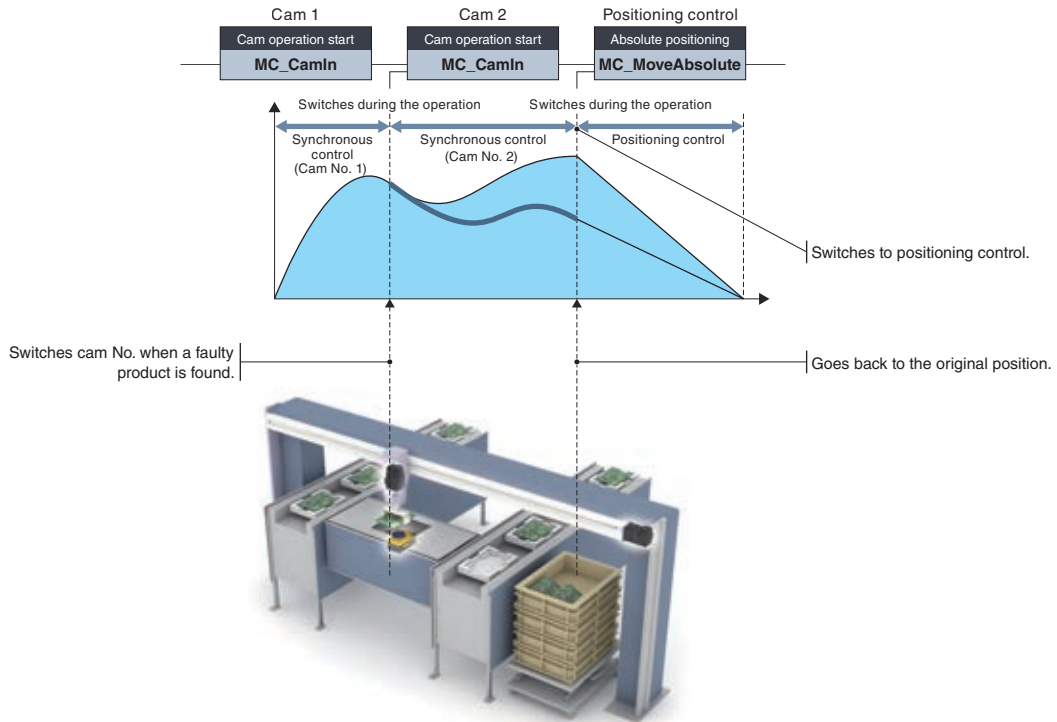 Cam 1
Cam 2
Positioning control
Cam operation start
Cam operation start
Absolute positioning
MC_CamIn
MC_CamIn
MC_MoveAbsolute
Switches during the operation
Switches during the operation
Synchronous
control
(Cam No. 1)
Synchronous control
(Cam No. 2)
Positioning control
Switches to positioning control.
Switches cam No. when a faulty
product is found.
Goes back to the original position.